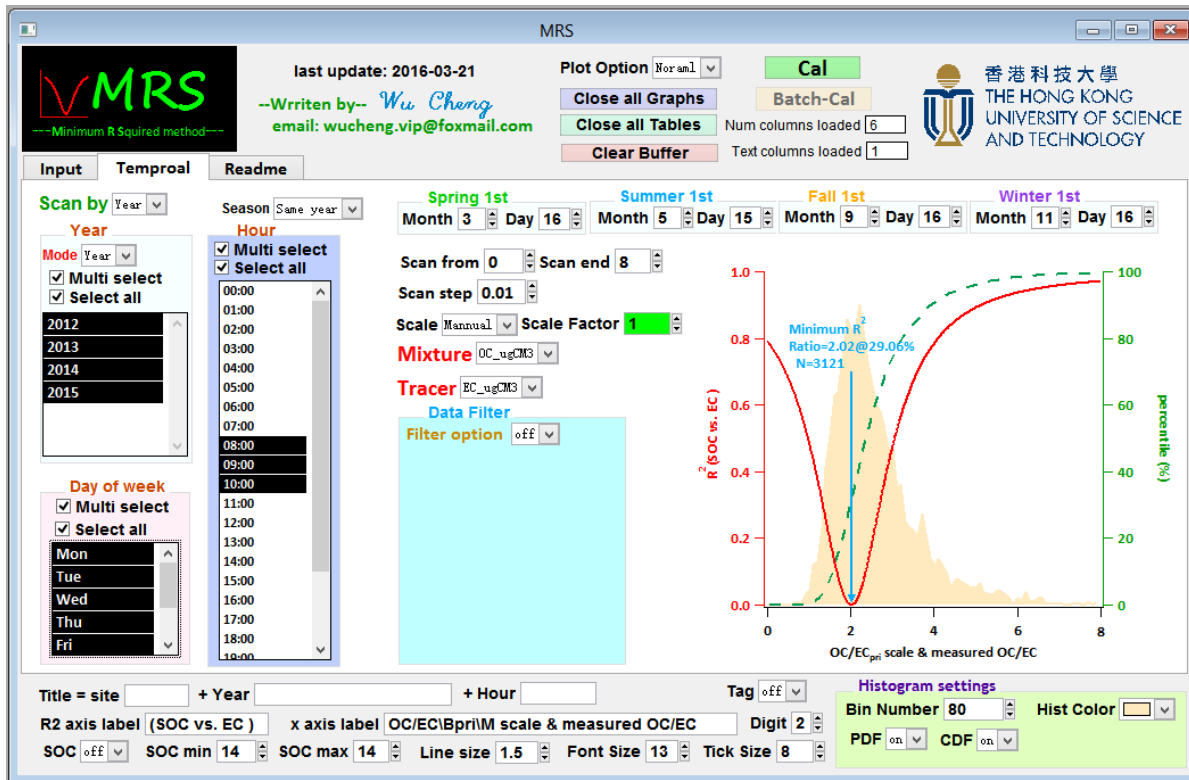 MRS
MRS
---Minimum R Squired method---
last update: 2016-03-21
--Wrriten by-- Wu Cheng
email: wucheng.vip@foxmail.com
Plot Option Noraml
Close all Graphs
Close all Tables
Clear Buffer
Cal
Batch-Cal
Num columns loaded 6
Text columns loaded 1
香港科技大學
THE HONG KONG
UNIVERSITY OF SCIENCE
AND TECHNOLOGY
Input Temproal Readme
Scan by Year
Year
Mode Year
Multi select
Select all
2012
2013
2014
2015
Day of week
Multi select
Select all
Mon
Tue
Wed
Thu
Fri
Season Same year
Hour
Multi select
Select all
00:00
01:00
02:00
03:00
04:00
05:00
06:00
07:00
08:00
09:00
10:00
11:00
12:00
13:00
14:00
15:00
16:00
17:00
18:00
19:00
Spring 1st
Month 3 Day 16
Summer 1st
Month 5 Day 15
Fall 1st
Month 9 Day 16
Winter 1st
Month 11 Day 16
Scan from 0 Scan end 8
Scan step 0.01
Scale Mannual Scale Factor 1
Mixture OC_ugCM3
Tracer EC_ugCM3
Data Filter
Filter option off
1.0
0.8
0.6
0.4
0.2
0.0
R2 (SOC vs. EC )
Minimum R2
Ratio=2.02@29.06%
N=3121
100
80
60
40
20
0
percentile (%)
0 2 4 6 8
OC/ECpri scale & measured OC/EC
Title = site + Year + Hour Tag off
R2 axis label (SOC vs. EC ) x axis label OC/EC\Bpri\M scale & measured OC/EC Digit 2
SOC off SOC min 14 SOC max 14 Line size 1.5 Font Size 13 Tick Size 8
Histogram settings
Bin Number 80 Hist Color
PDF on CDF on